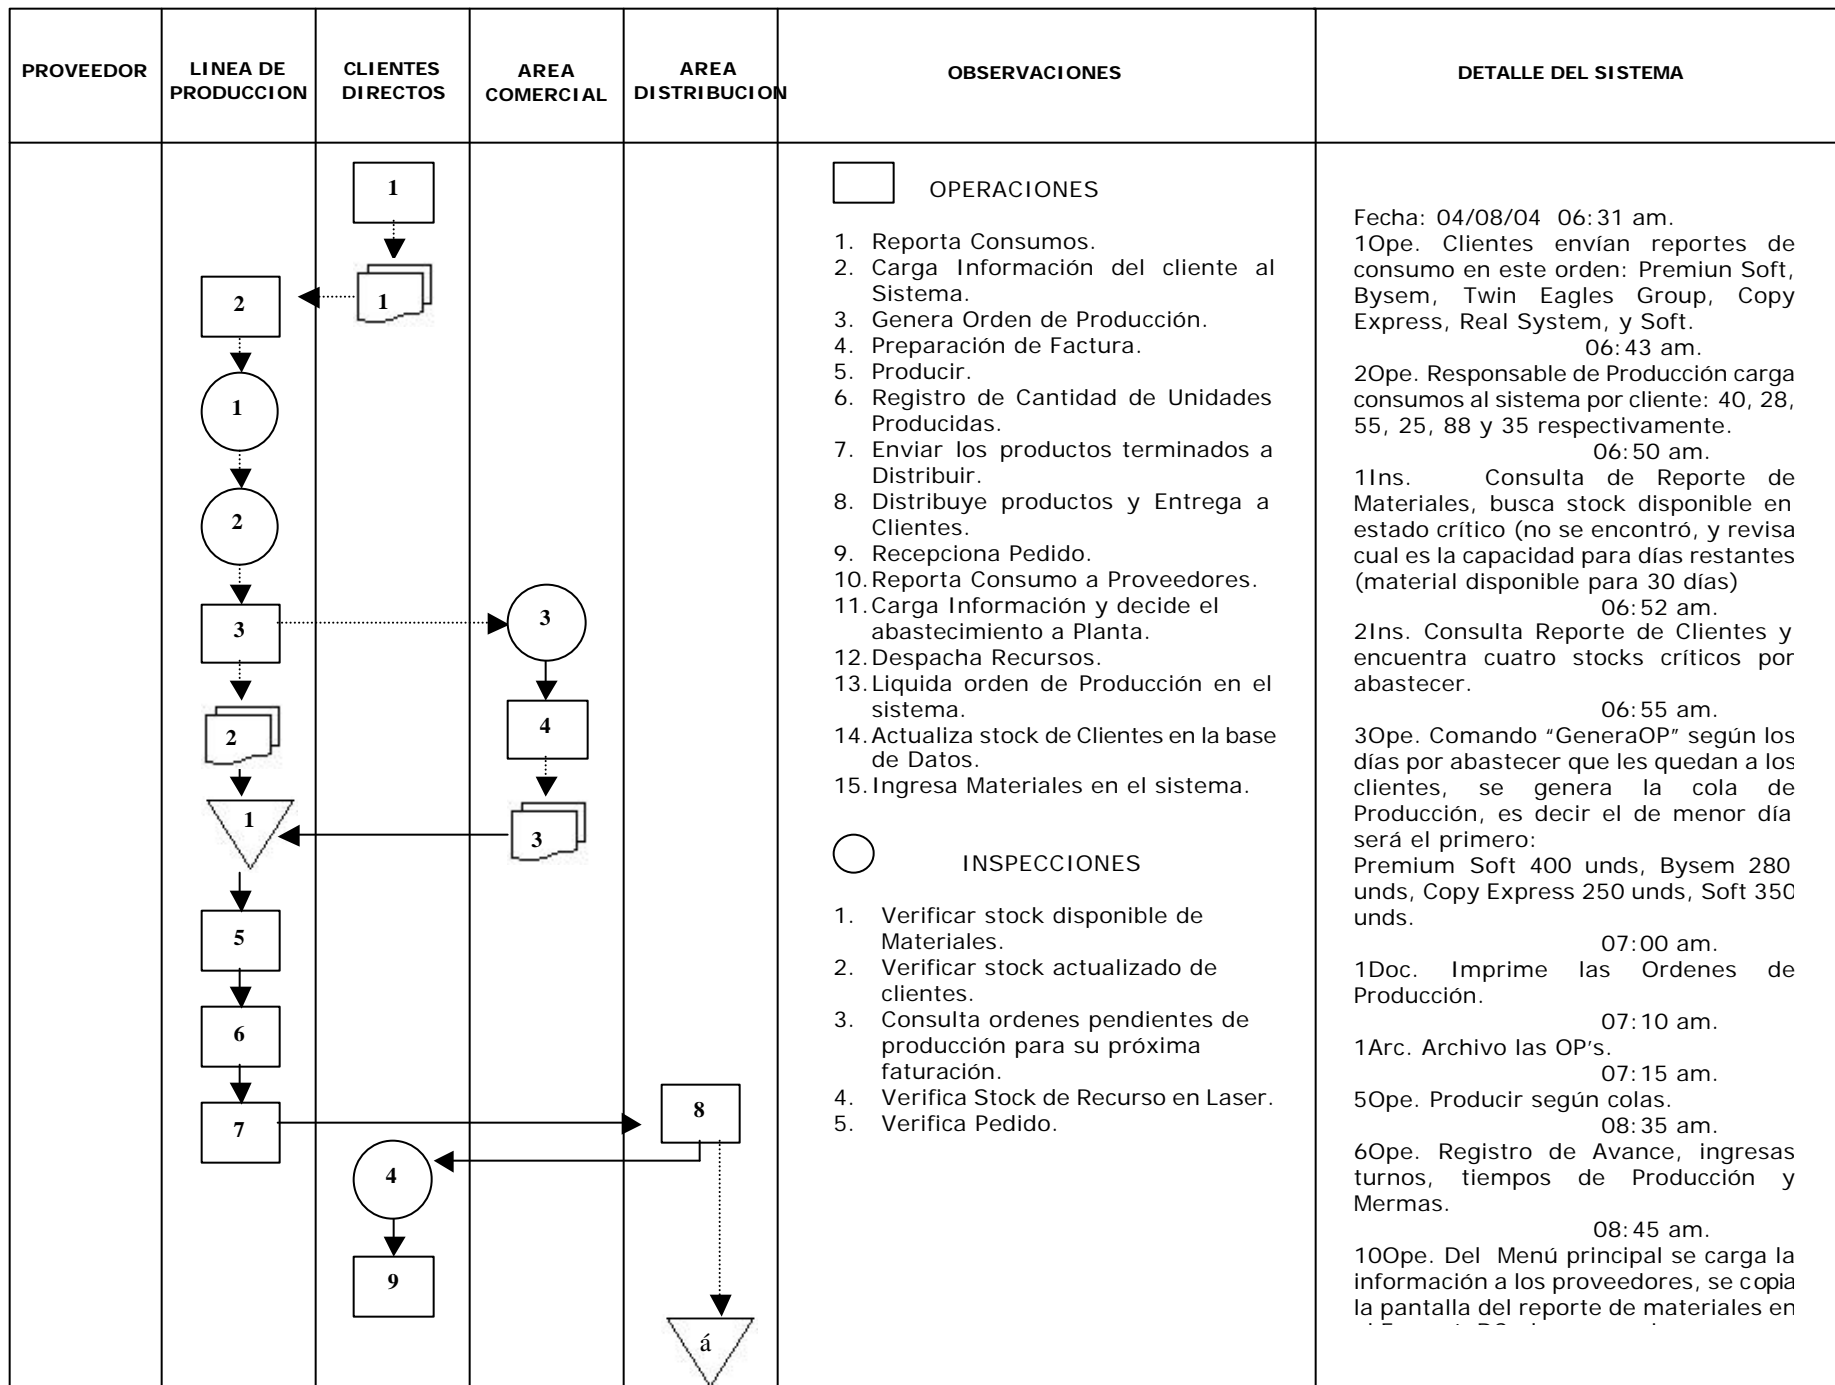 PROVEEDOR
LINEA DE
PRODUCCION
CLIENTES
DIRECTOS
AREA
COMERCIAL
AREA
DISTRIBUCION
OBSERVACIONES
DETALLE DEL SISTEMA
1
1
2
1
2
3
3
2
4
1
3
5
6
7
8
4
9
á
OPERACIONES
1. Reporta Consumos.
2. Carga Información del cliente al
Sistema.
3. Genera Orden de Producción.
4. Preparación de Factura.
5. Producir.
6. Registro de Cantidad de Unidades
Producidas.
7. Enviar los productos terminados a
Distribuir.
8. Distribuye productos y Entrega a
Clientes.
9. Recepciona Pedido.
10. Reporta Consumo a Proveedores.
11. Carga Información y decide el
abastecimiento a Planta.
12. Despacha Recursos.
13. Liquida orden de Producción en el
sistema.
14. Actualiza stock de Clientes en la base
de Datos.
15. Ingresa Materiales en el sistema.
INSPECCIONES
1. Verificar stock disponible de
Materiales.
2. Verificar stock actualizado de
clientes.
3. Consulta ordenes pendientes de
producción para su próxima
faturación.
4. Verifica Stock de Recurso en Laser.
5. Verifica Pedido.
Fecha: 04/08/04 06:31 am.
1Ope. Clientes envían reportes de
consumo en este orden: Premiun Soft,
Bysem, Twin Eagles Group, Copy
Express, Real System, y Soft.
06:43 am.
2Ope. Responsable de Producción carga
consumos al sistema por cliente: 40, 28,
55, 25, 88 y 35 respectivamente.
06:50 am.
1Ins. Consulta de Reporte de
Materiales, busca stock disponible en
estado crítico (no se encontró, y revisa
cual es la capacidad para días restantes
(material disponible para 30 días)
06:52 am.
2Ins. Consulta Reporte de Clientes y
encuentra cuatro stocks críticos por
abastecer.
06:55 am.
3Ope. Comando “GeneraOP” según los
días por abastecer que les quedan a los
clientes, se genera la cola de
Producción, es decir el de menor día
será el primero:
Premium Soft 400 unds, Bysem 280
unds, Copy Express 250 unds, Soft 350
unds.
07:00 am.
1Doc. Imprime las Ordenes de
Producción.
07:10 am.
1Arc. Archivo las OP’s.
07:15 am.
5Ope. Producir según colas.
08:35 am.
6Ope. Registro de Avance, ingresas
turnos, tiempos de Producción y
Mermas.
08:45 am.
10Ope. Del Menú principal se carga la
información a los proveedores, se copia
la pantalla del reporte de materiales en